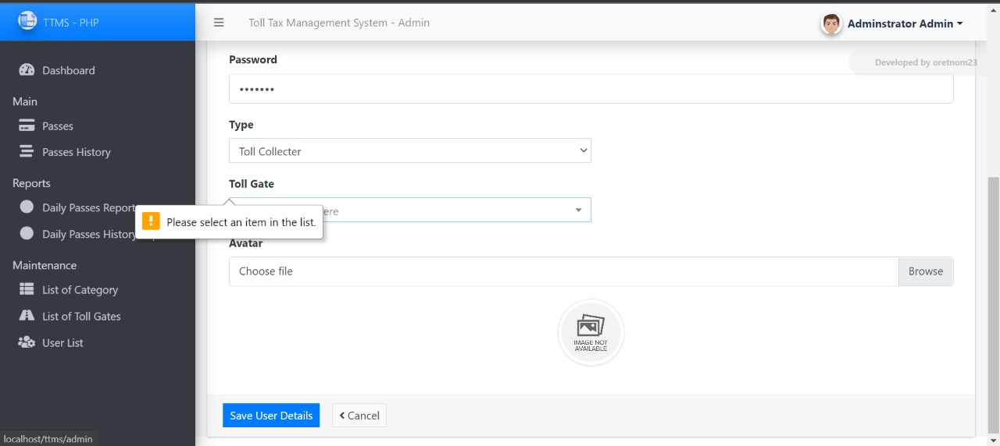 TTMS - PHP
Toll Tax Management System - Admin
Adminstrator Admin
Developed by oretnom23
Dashboard
Main
Passes
Passes History
Reports
Daily Passes Report
Daily Passes History
Maintenance
List of Category
List of Toll Gates
User List
localhost/ttms/admin
Password
•••••••
Type
Toll Collecter
Toll Gate
Please select an item in the list.
Avatar
Choose file
Browse
IMAGE NOT
AVAILABLE
Save User Details
Cancel